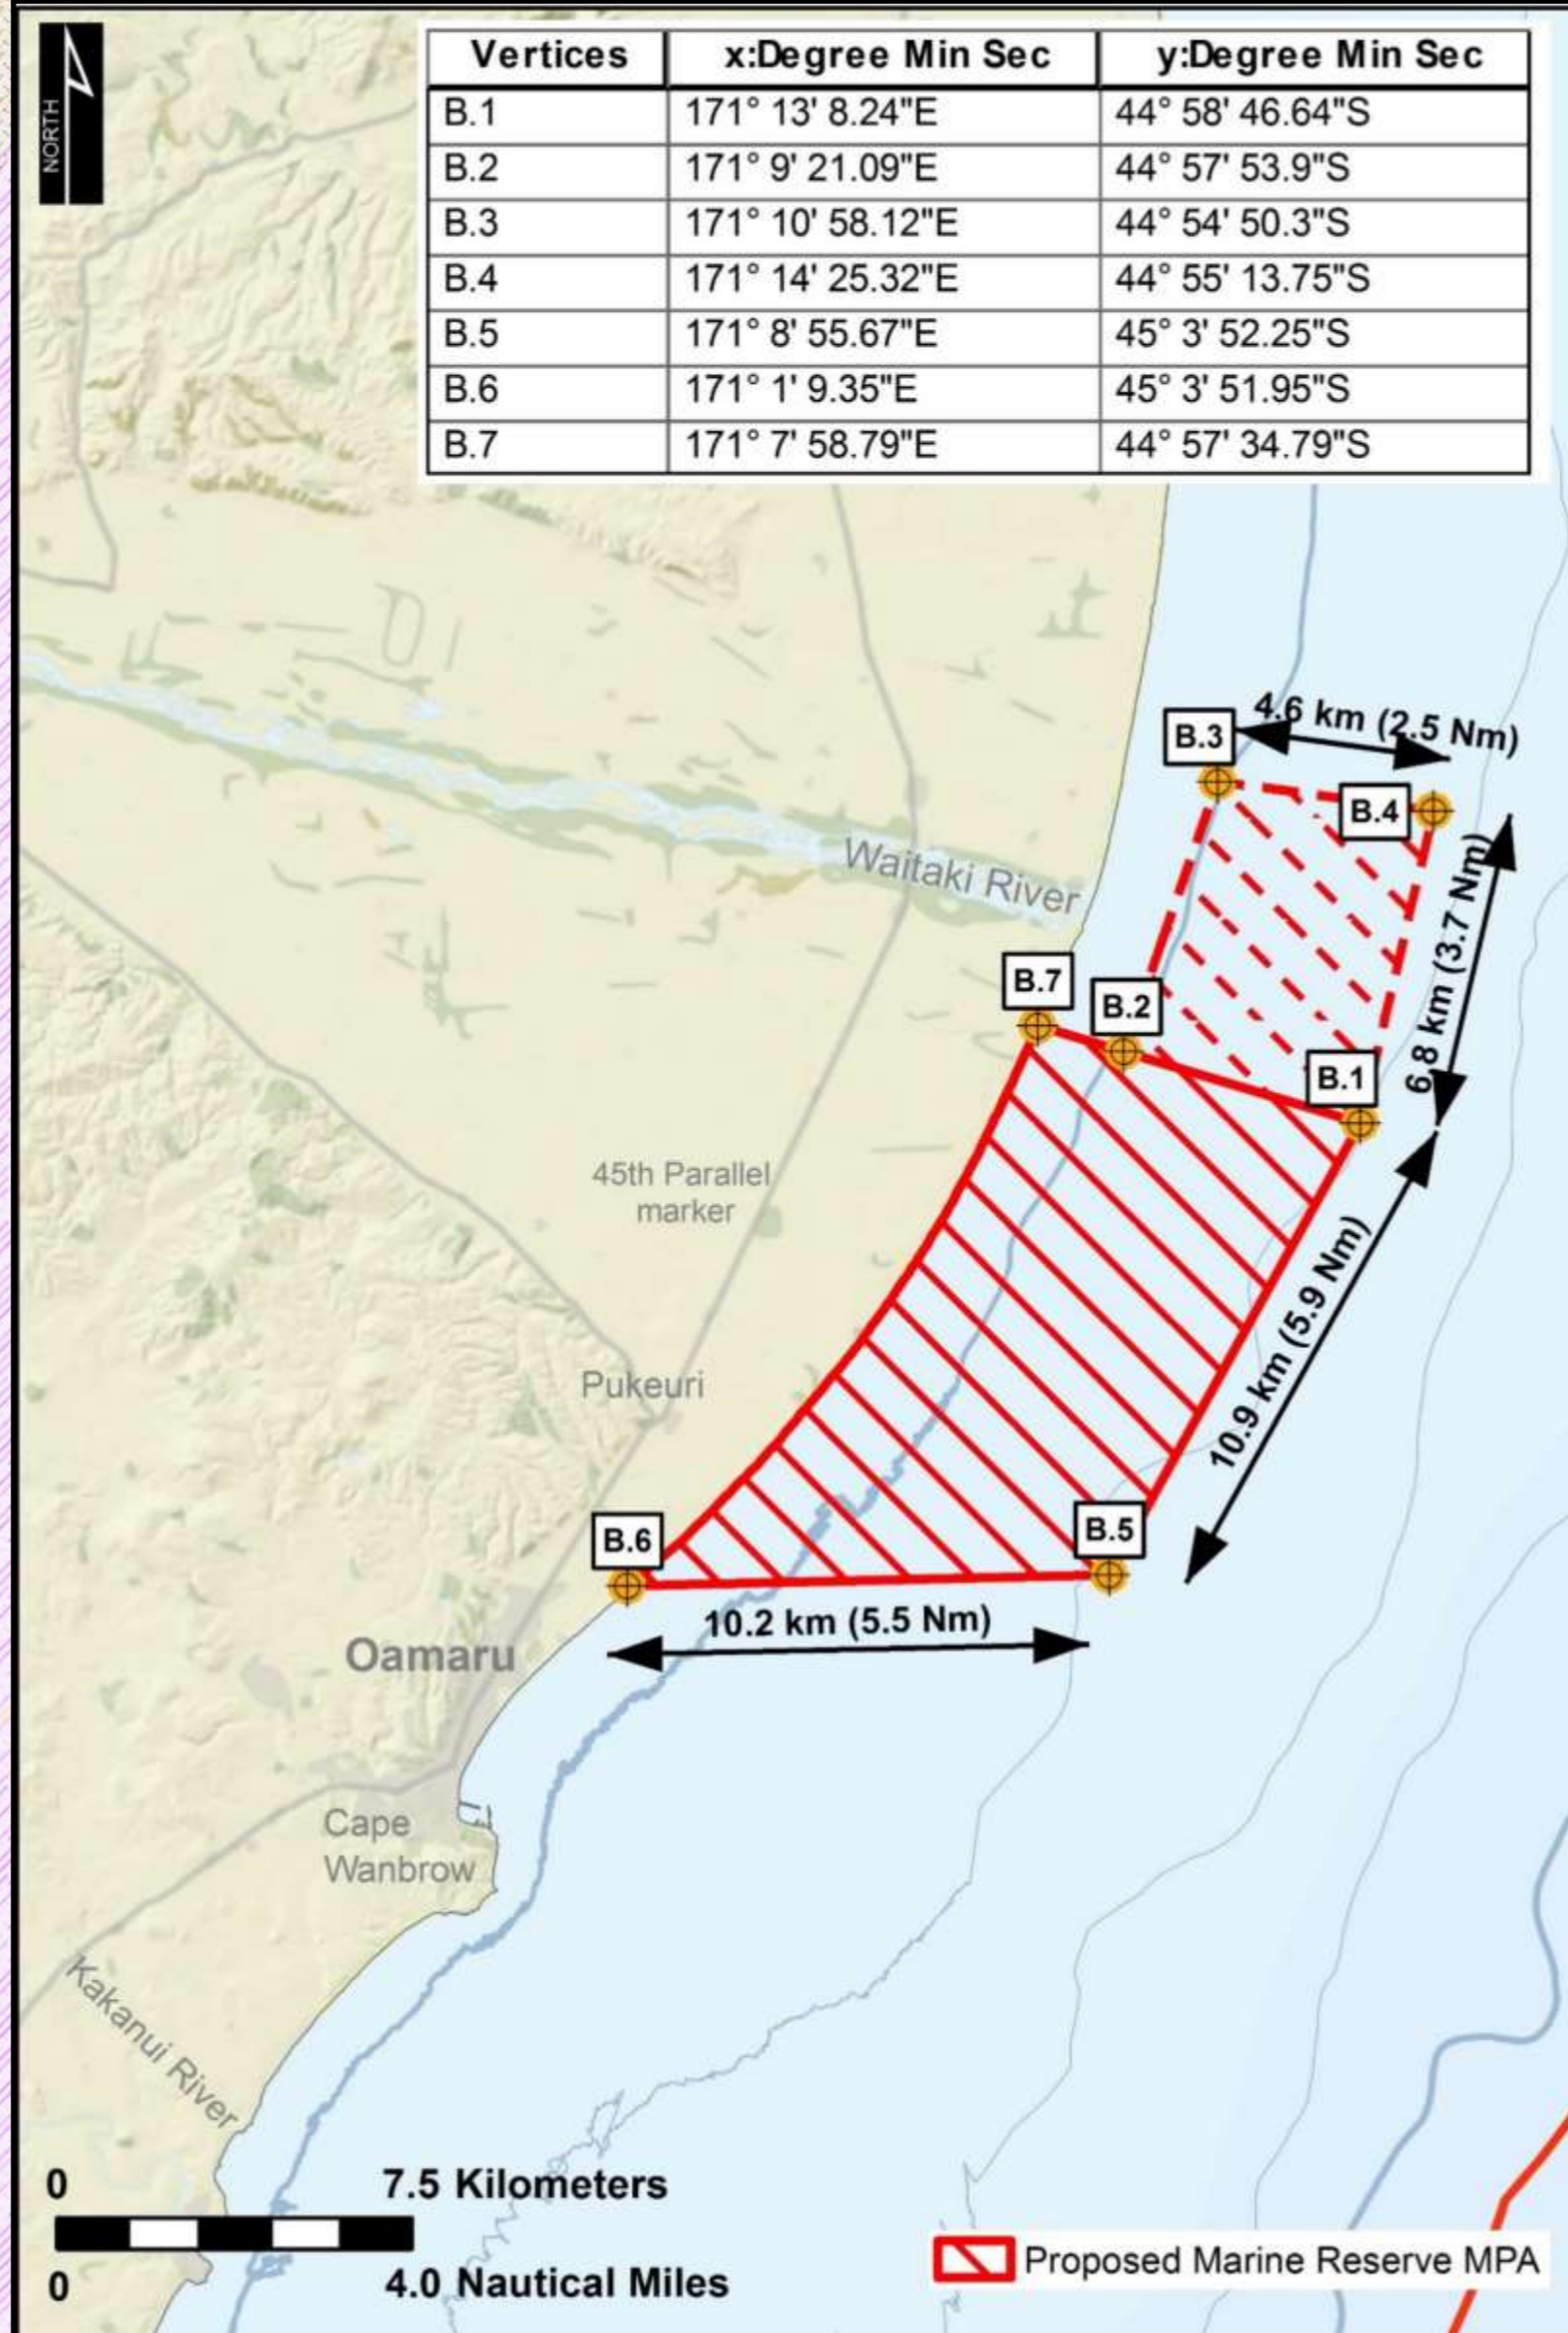 NORTH
Vertices x:Degree Min Sec y:Degree Min Sec
B.1 171° 13' 8.24"E 44° 58' 46.64"S
B.2 171° 9' 21.09"E 44° 57' 53.9"S
B.3 171° 10' 58.12"E 44° 54' 50.3"S
B.4 171° 14' 25.32"E 44° 55' 13.75"S
B.5 171° 8' 55.67"E 45° 3' 52.25"S
B.6 171° 1' 9.35"E 45° 3' 51.95"S
B.7 171° 7' 58.79"E 44° 57' 34.79"S
4.6 km (2.5 Nm)
B.3
B.4
6.8 km (3.7 Nm)
Waitaki River
B.7
B.2
B.1
45th Parallel
marker
10.9 km (5.9 Nm)
Pukeuri
B.6
B.5
10.2 km (5.5 Nm)
Oamaru
Cape
Wanbrow
Kakanui River
0 7.5 Kilometers
0 4.0 Nautical Miles
Proposed Marine Reserve MPA